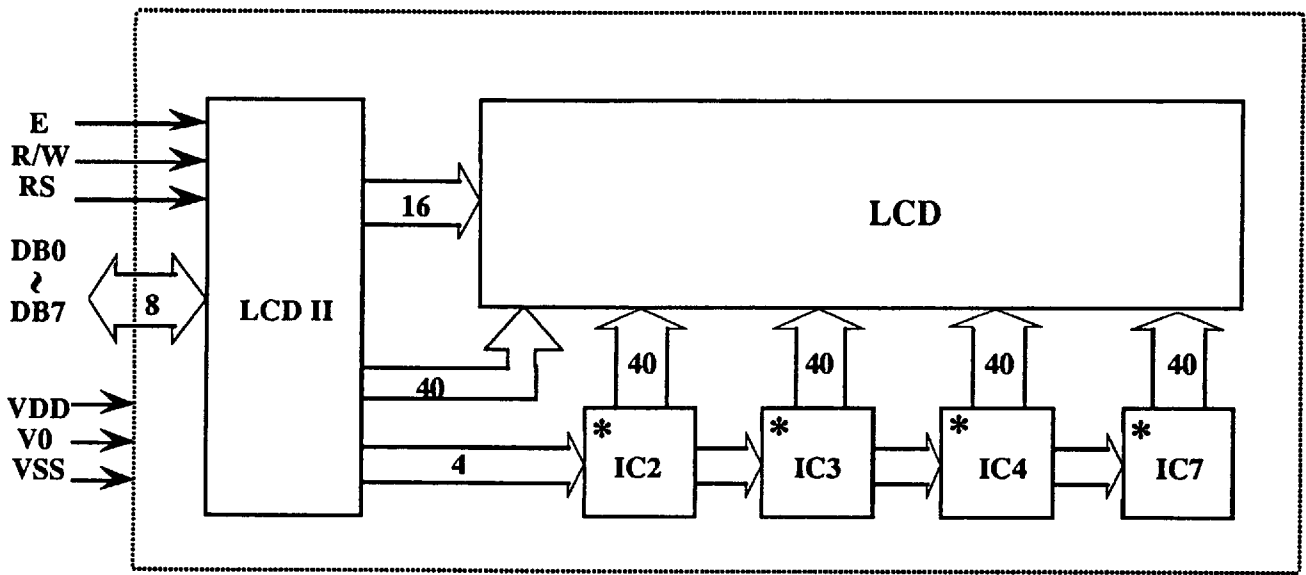 E
R/W
RS
DB0
~
DB7
8
VDD
V0
VSS
LCD II
16
LCD
40
4
40
40
40
40
* IC2
* IC3
* IC4
* IC7